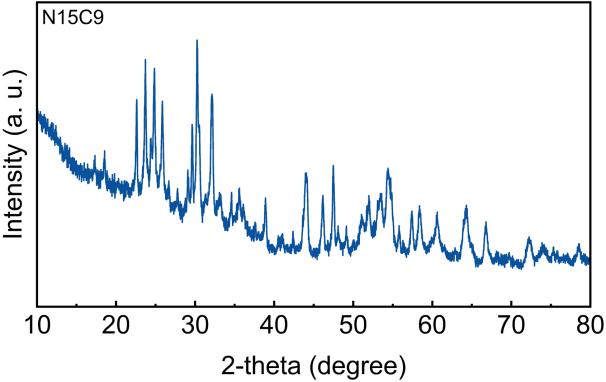 N15C9
Intensity (a. u.)
10 20 30 40 50 60 70 80
2-theta (degree)